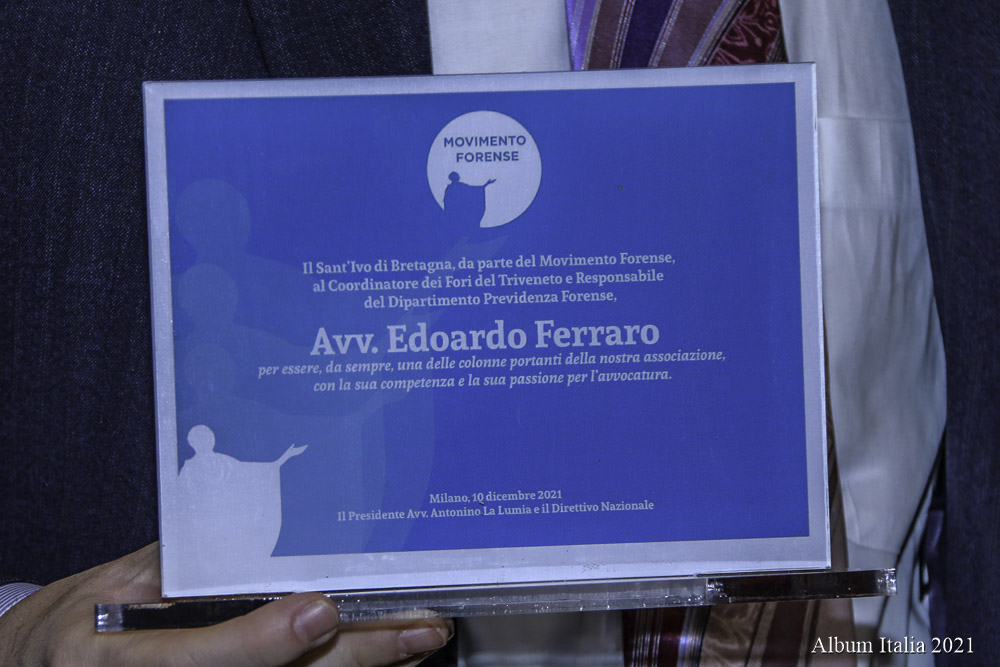 MOVIMENTO
FORENSE
Il Sant'Ivo di Bretagna, da parte del Movimento Forense,
al Coordinatore dei Fori del Triveneto e Responsabile
del Dipartimento Previdenza Forense,
Avv. Edoardo Ferraro
per essere, da sempre, una delle colonne portanti della nostra associazione,
con la sua competenza e la sua passione per l'avvocatura.
Milano, 10 dicembre 2021
Il Presidente Avv. Antonino La Lumia e il Direttivo Nazionale
Album Italia 2021